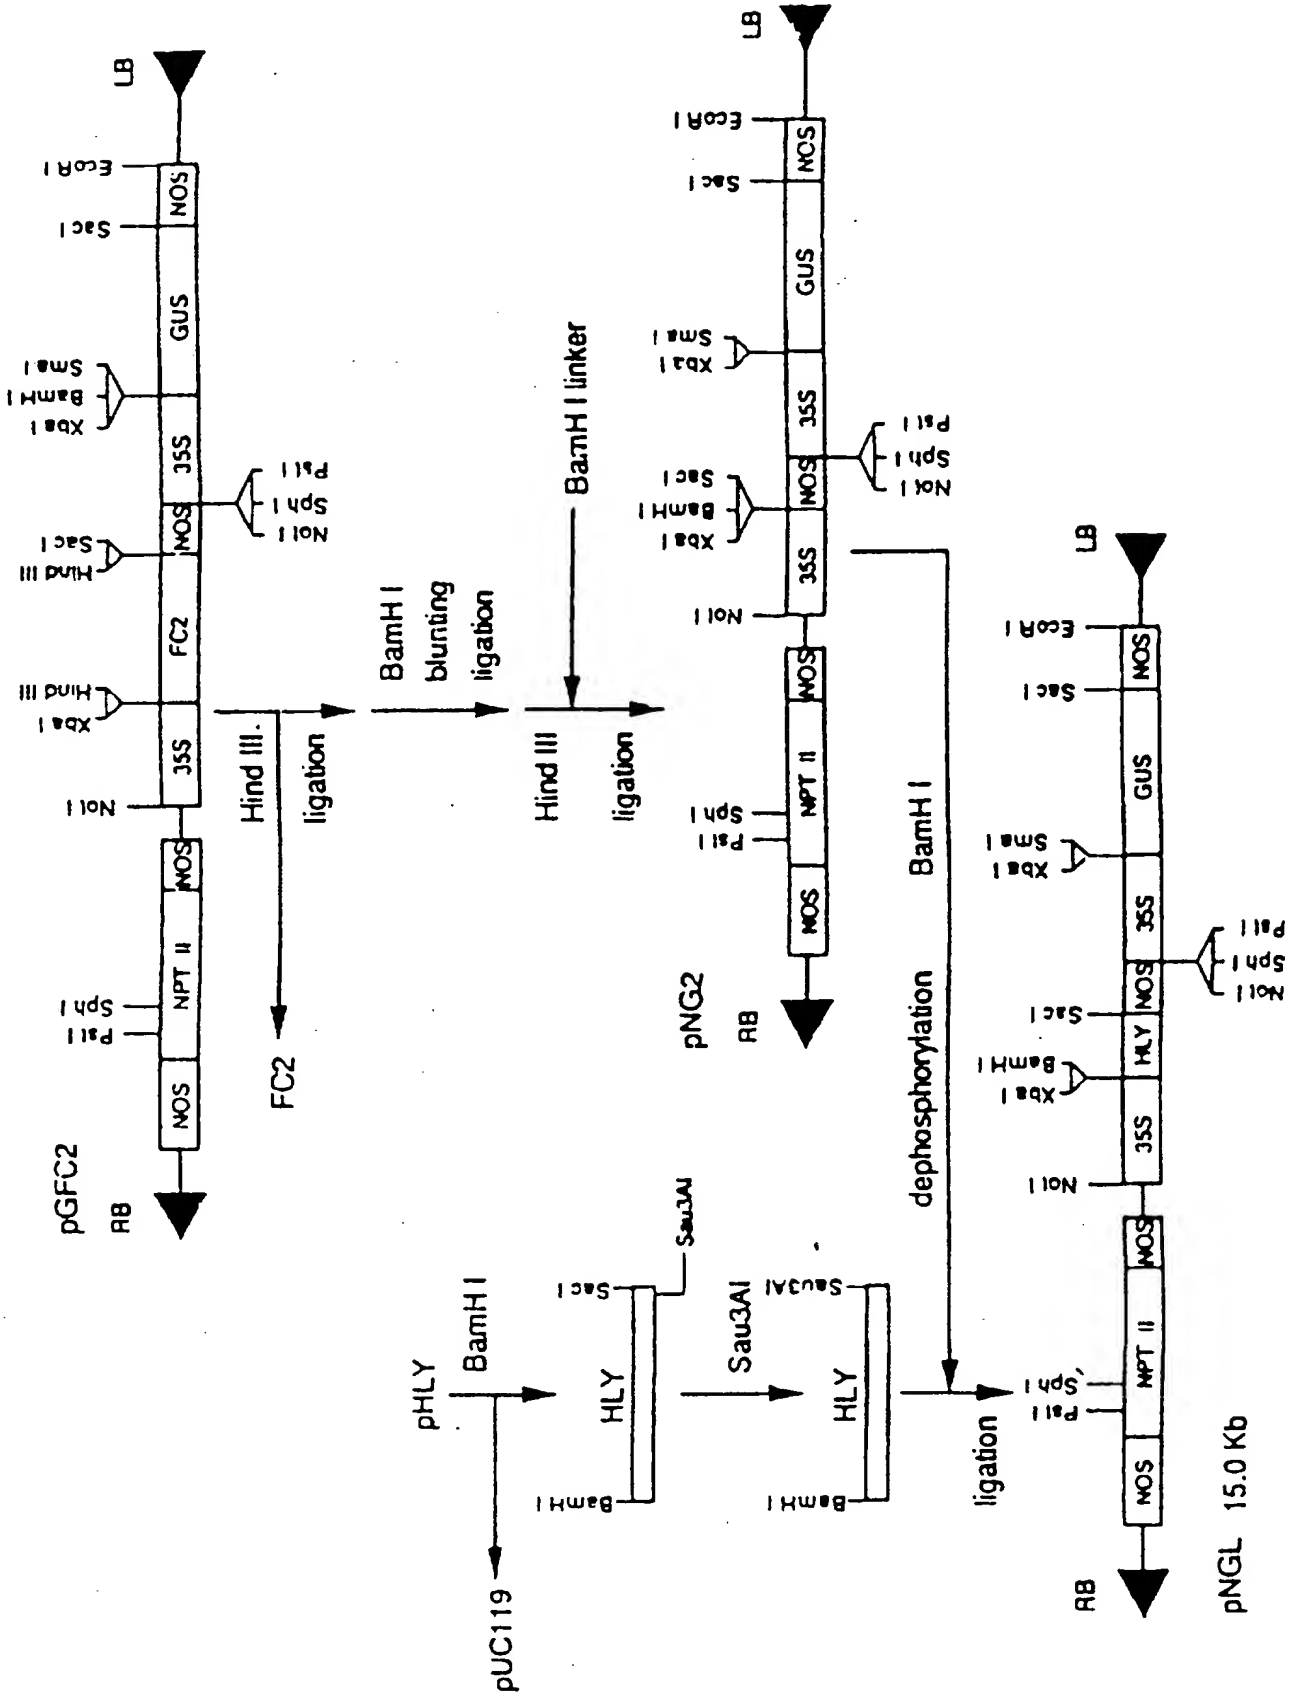 pGFC2
RB
LB
Pst I
Sph I
Not I
Xba I
Hind III
Hind III
Sac I
Xba I
BamH I
Sma I
Sac I
EcoR I
NOS
NPT II
NOS
35S
FC2
NOS
35S
GUS
NOS
Not I
Sph I
Pst I
Hind III.
ligation
FC2
BamH I
blunting
ligation
BamH I linker
Hind III
ligation
pHLY
BamH I
pUC119
HLY
BamH I
Sac I
Sau3AI
Sau3AI
HLY
BamH I
Sau3AI
ligation
pNG2
RB
LB
Pst I
Sph I
Not I
Xba I
BamH I
Sac I
Xba I
Sma I
Sac I
EcoR I
NOS
NPT II
NOS
35S
NOS
35S
GUS
NOS
Not I
Sph I
Pst I
dephosphorylation
BamH I
RB
LB
Pst I
Sph I
Not I
Xba I
BamH I
Sac I
Xba I
Sma I
Sac I
EcoR I
NOS
NPT II
NOS
35S
HLY
NOS
35S
GUS
NOS
Not I
Sph I
Pst I
pNGL 15.0 Kb